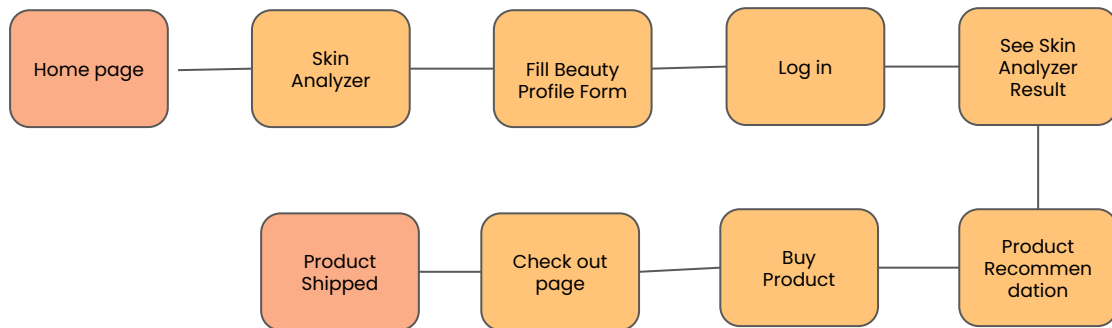 Home page
Skin
Analyzer
Fill Beauty
Profile Form
Log in
See Skin
Analyzer
Result
Product
Shipped
Check out
page
Buy
Product
Product
Recommen
dation